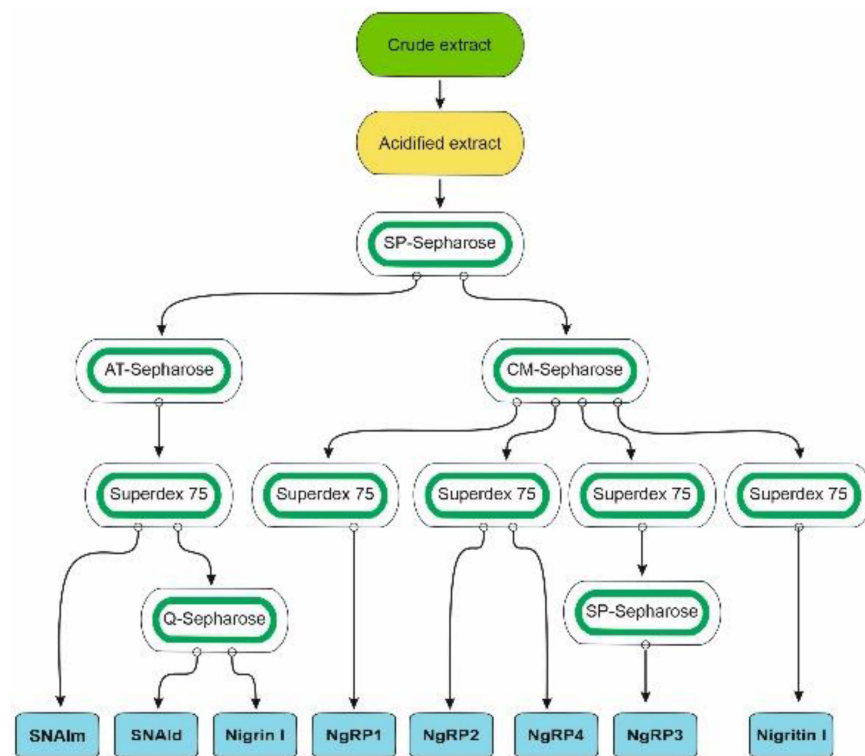 Crude extract
Acidified extract
SP-Sepharose
AT-Sepharose
CM-Sepharose
Superdex 75
Superdex 75
Superdex 75
Superdex 75
Superdex 75
Q-Sepharose
SP-Sepharose
SNAIm
SNAId
Nigrin l
NgRP1
NgRP2
NgRP4
NgRP3
Nigritin l